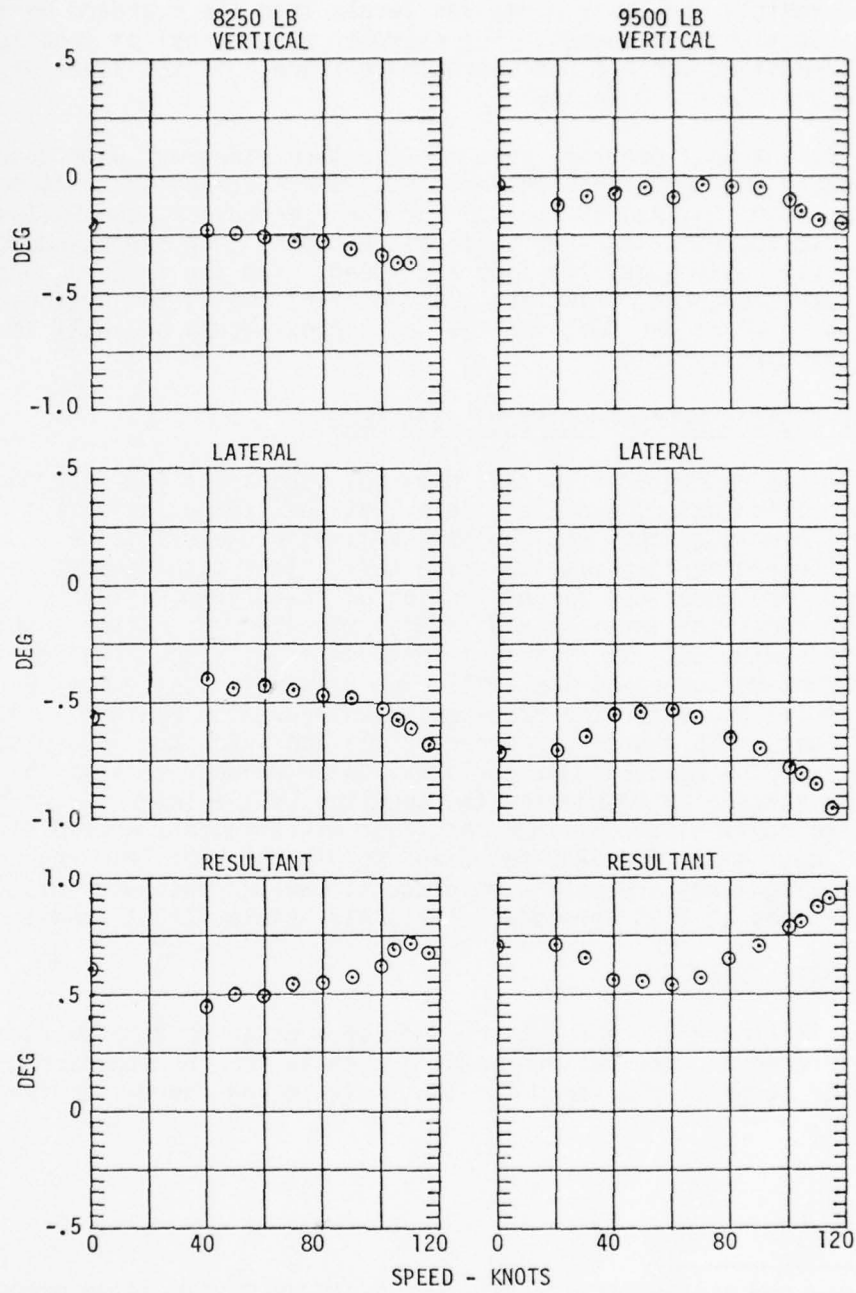 8250 LB
VERTICAL
9500 LB
VERTICAL
.5
0
-.5
-1.0
DEG
LATERAL
LATERAL
.5
0
-.5
-1.0
DEG
RESULTANT
RESULTANT
1.0
.5
0
-.5
DEG
0 40 80 120 0 40 80 120
SPEED - KNOTS